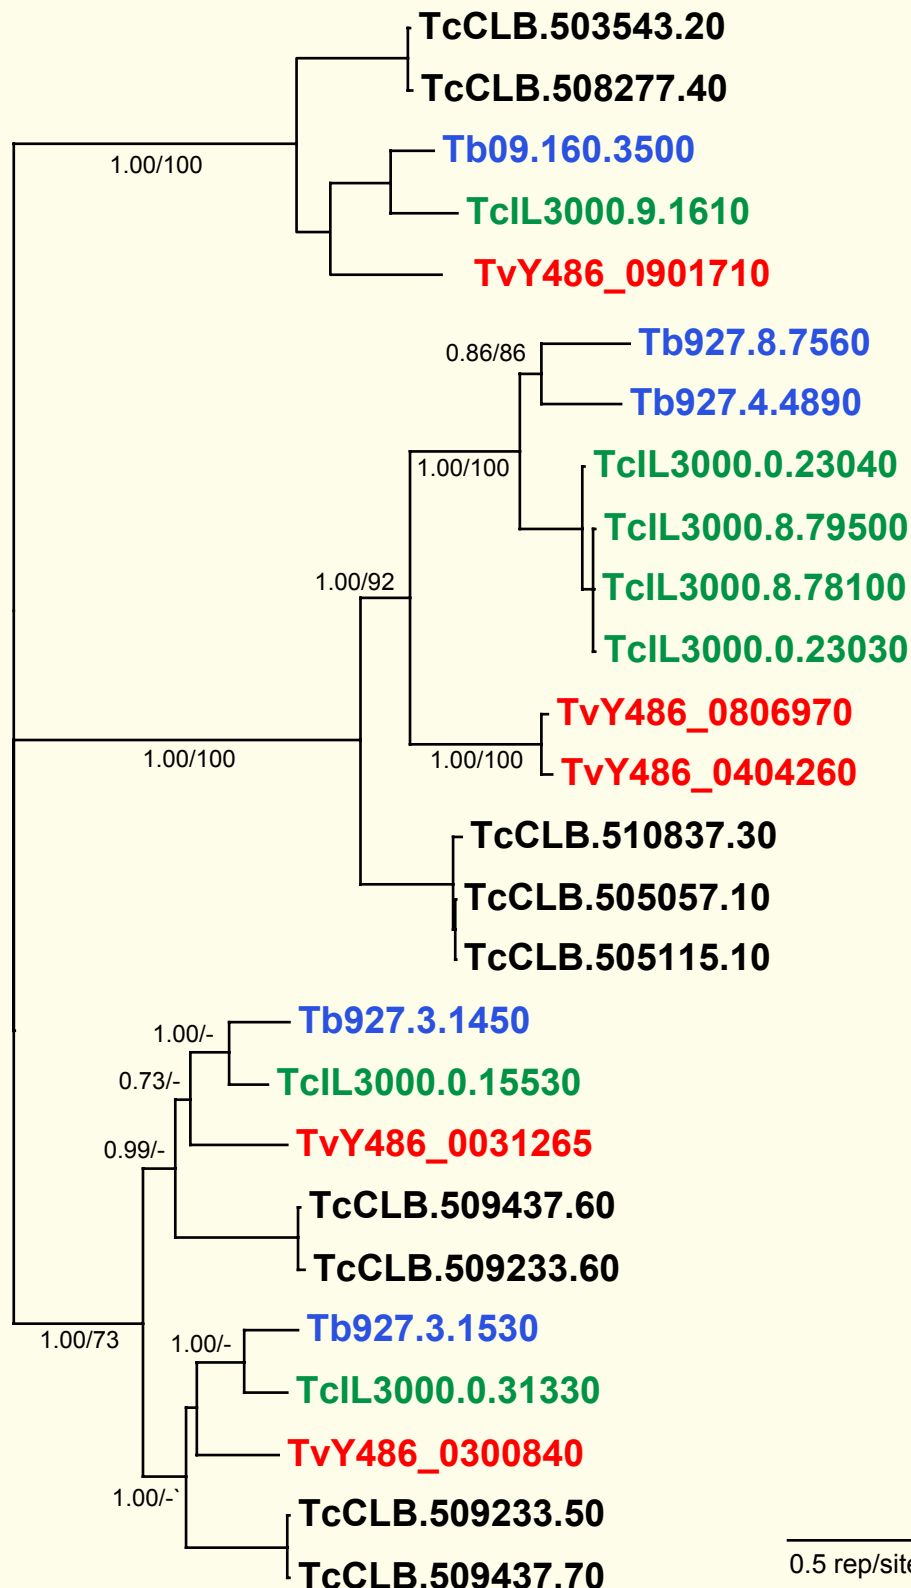 TcCLB.503543.20
TcCLB.508277.40
Tb09.160.3500
1.00/100
TcIL3000.9.1610
TvY486_0901710
Tb927.8.7560
0.86/86
Tb927.4.4890
TcIL3000.0.23040
1.00/100
TcIL3000.8.79500
1.00/92
TcIL3000.8.78100
TcIL3000.0.23030
TvY486_0806970
1.00/100
1.00/100
TvY486_0404260
TcCLB.510837.30
TcCLB.505057.10
TcCLB.505115.10
Tb927.3.1450
1.00/-
0.73/-
TcIL3000.0.15530
TvY486_0031265
0.99/-
TcCLB.509437.60
TcCLB.509233.60
Tb927.3.1530
1.00/73
1.00/-
TcIL3000.0.31330
TvY486_0300840
1.00/-`
TcCLB.509233.50
0.5 rep/site
TcCLB.509437.70